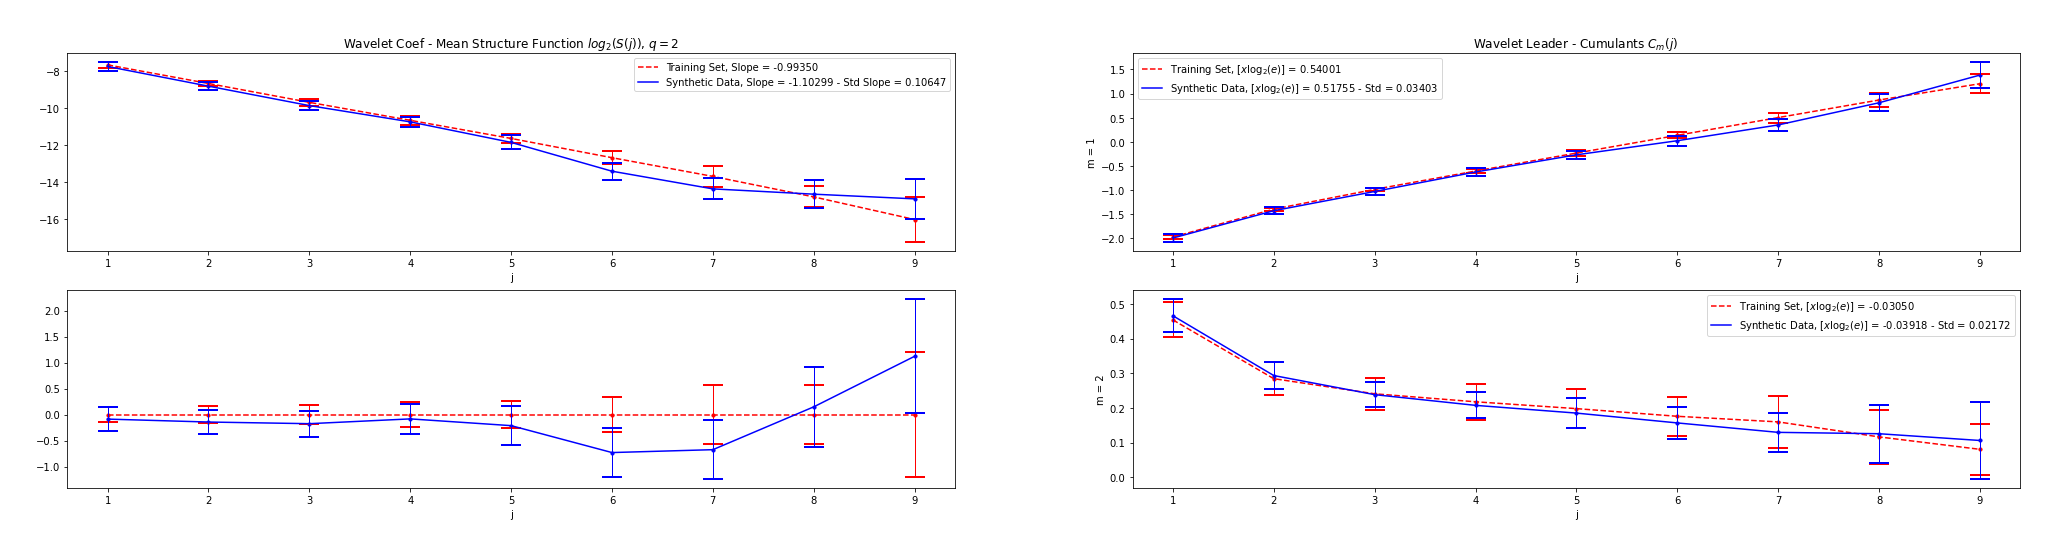 Wavelet Coef - Mean Structure Function log₂(S(j)), q = 2
Training Set, Slope = -0.99350
Synthetic Data, Slope = -1.10299 - Std Slope = 0.10647
−8
−10
−12
−14
−16
1 2 3 4 5 6 7 8 9
j
2.0
1.5
1.0
0.5
0.0
−0.5
−1.0
1 2 3 4 5 6 7 8 9
j
Wavelet Leader - Cumulants Cₘ(j)
Training Set, [xlog₂(e)] = 0.54001
Synthetic Data, [xlog₂(e)] = 0.51755 - Std = 0.03403
m = 1
1.5
1.0
0.5
0.0
−0.5
−1.0
−1.5
−2.0
1 2 3 4 5 6 7 8 9
j
Training Set, [xlog₂(e)] = -0.03050
Synthetic Data, [xlog₂(e)] = -0.03918 - Std = 0.02172
m = 2
0.5
0.4
0.3
0.2
0.1
0.0
1 2 3 4 5 6 7 8 9
j